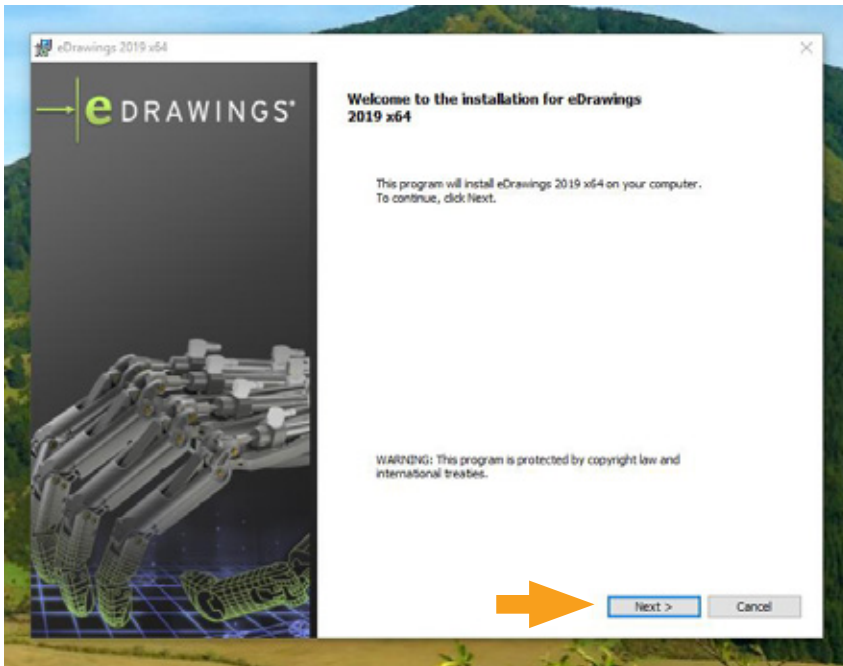 eDrawings 2019 x64
eDRAWINGS®
Welcome to the installation for eDrawings
2019 x64
This program will install eDrawings 2019 x64 on your computer.
To continue, click Next.
WARNING: This program is protected by copyright law and
international treaties.
Next >
Cancel